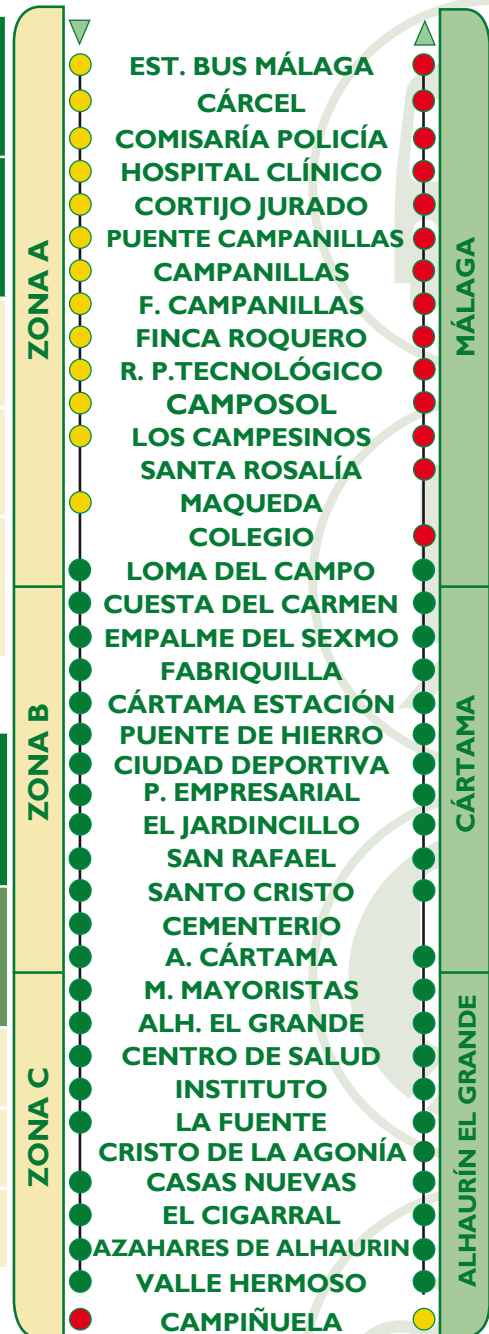 ZONA A
ZONA B
ZONA C
EST. BUS MÁLAGA
CÁRCEL
COMISARÍA POLICÍA
HOSPITAL CLÍNICO
CORTIJO JURADO
PUENTE CAMPANILLAS
CAMPANILLAS
F. CAMPANILLAS
FINCA ROQUERO
R. P.TECNOLÓGICO
CAMPOSOL
LOS CAMPESINOS
SANTA ROSALÍA
MAQUEDA
COLEGIO
LOMA DEL CAMPO
CUESTA DEL CARMEN
EMPALME DEL SEXMO
FABRIQUILLA
CÁRTAMA ESTACIÓN
PUENTE DE HIERRO
CIUDAD DEPORTIVA
P. EMPRESARIAL
EL JARDINCILLO
SAN RAFAEL
SANTO CRISTO
CEMENTERIO
A. CÁRTAMA
M. MAYORISTAS
ALH. EL GRANDE
CENTRO DE SALUD
INSTITUTO
LA FUENTE
CRISTO DE LA AGONÍA
CASAS NUEVAS
EL CIGARRAL
AZAHARES DE ALHAURIN
VALLE HERMOSO
CAMPIÑUELA
MÁLAGA
CÁRTAMA
ALHAURÍN EL GRANDE